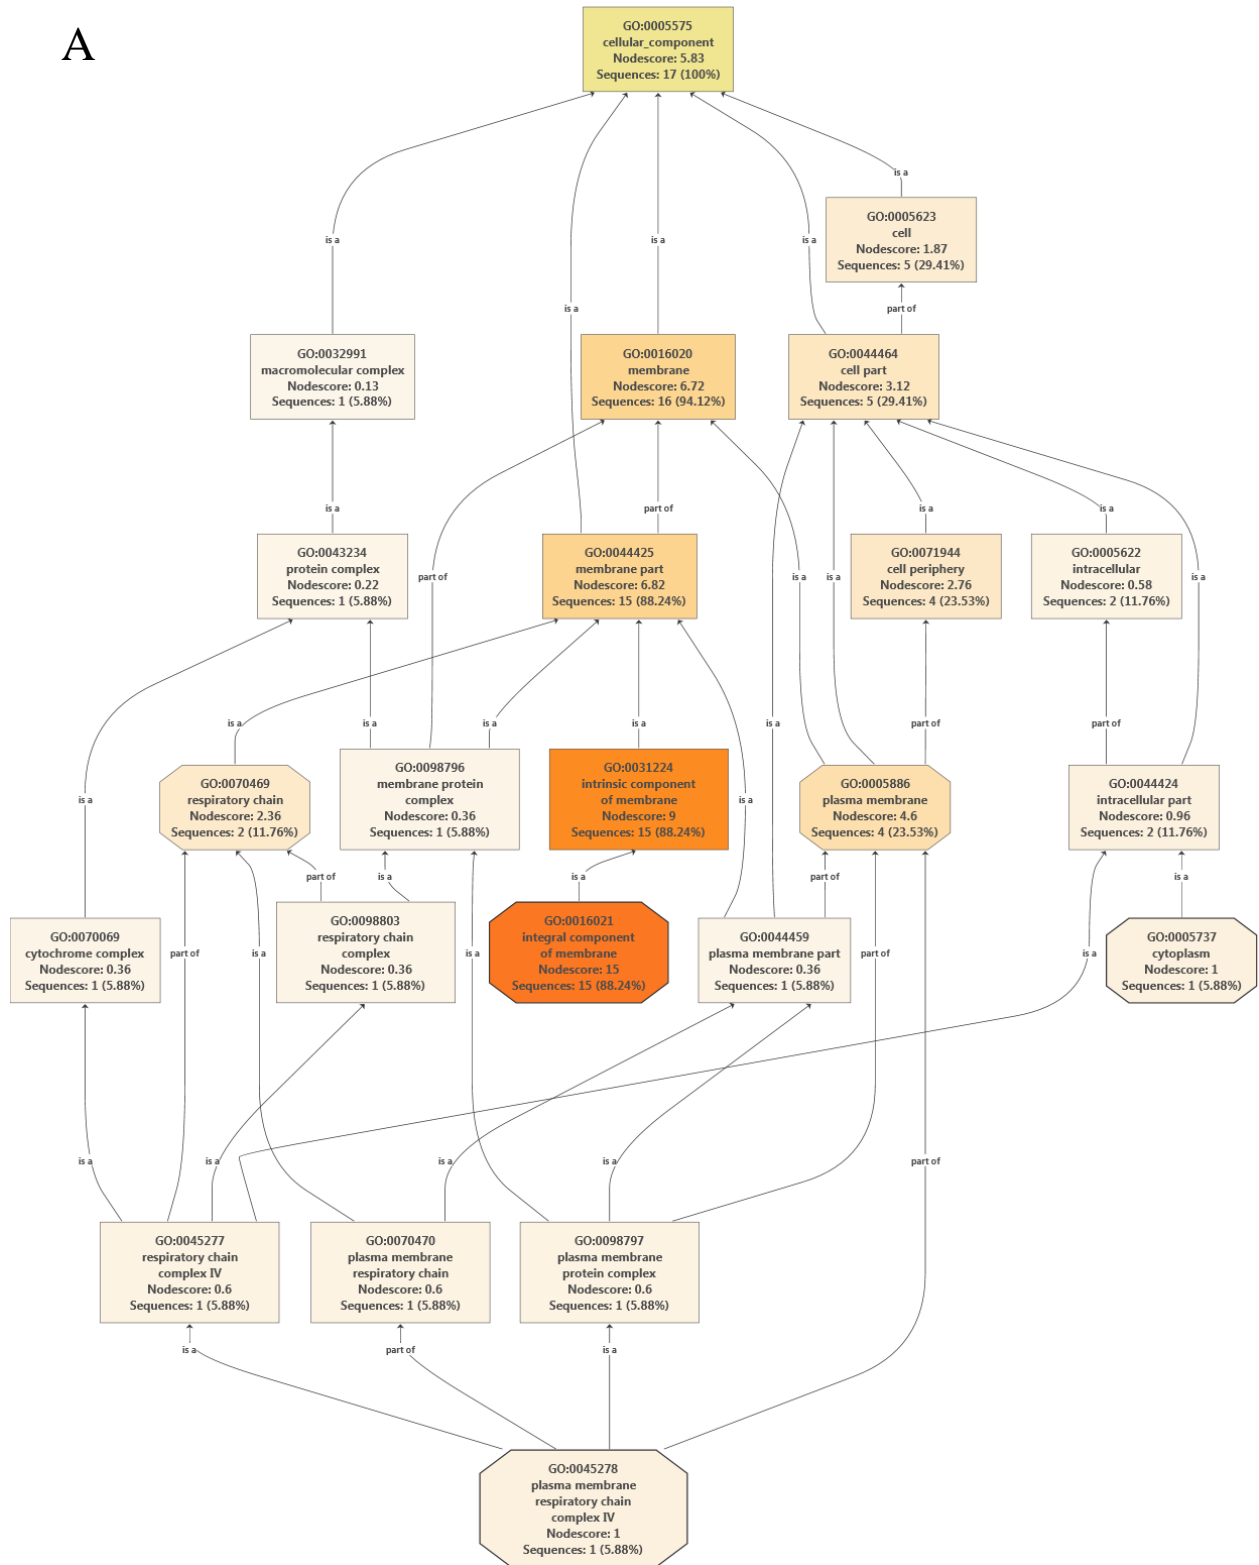 A
GO:0005575
cellular_component
Nodescore: 5.83
Sequences: 17 (100%)
is a
GO:0005623
cell
Nodescore: 1.87
Sequences: 5 (29.41%)
is a
is a
is a
is a
part of
GO:0032991
macromolecular complex
Nodescore: 0.13
Sequences: 1 (5.88%)
GO:0016020
membrane
Nodescore: 6.72
Sequences: 16 (94.12%)
GO:0044464
cell part
Nodescore: 3.12
Sequences: 5 (29.41%)
is a
part of
is a
is a
GO:0043234
protein complex
Nodescore: 0.22
Sequences: 1 (5.88%)
part of
GO:0044425
membrane part
Nodescore: 6.82
Sequences: 15 (88.24%)
is a
is a
GO:0071944
cell periphery
Nodescore: 2.76
Sequences: 4 (23.53%)
GO:0005622
intracellular
Nodescore: 0.58
Sequences: 2 (11.76%)
is a
is a
is a
is a
is a
is a
part of
part of
is a
GO:0070469
respiratory chain
Nodescore: 2.36
Sequences: 2 (11.76%)
GO:0098796
membrane protein
complex
Nodescore: 0.36
Sequences: 1 (5.88%)
GO:0031224
intrinsic component
of membrane
Nodescore: 9
Sequences: 15 (88.24%)
is a
GO:0005886
plasma membrane
Nodescore: 4.6
Sequences: 4 (23.53%)
GO:0044424
intracellular part
Nodescore: 0.96
Sequences: 2 (11.76%)
part of
is a
is a
part of
is a
GO:0070069
cytochrome complex
Nodescore: 0.36
Sequences: 1 (5.88%)
part of
is a
GO:0098803
respiratory chain
complex
Nodescore: 0.36
Sequences: 1 (5.88%)
is a
GO:0016021
integral component
of membrane
Nodescore: 15
Sequences: 15 (88.24%)
GO:0044459
plasma membrane part
Nodescore: 0.36
Sequences: 1 (5.88%)
part of
is a
GO:0005737
cytoplasm
Nodescore: 1
Sequences: 1 (5.88%)
is a
is a
is a
is a
part of
GO:0045277
respiratory chain
complex IV
Nodescore: 0.6
Sequences: 1 (5.88%)
GO:0070470
plasma membrane
respiratory chain
Nodescore: 0.6
Sequences: 1 (5.88%)
GO:0098797
plasma membrane
protein complex
Nodescore: 0.6
Sequences: 1 (5.88%)
is a
part of
is a
GO:0045278
plasma membrane
respiratory chain
complex IV
Nodescore: 1
Sequences: 1 (5.88%)